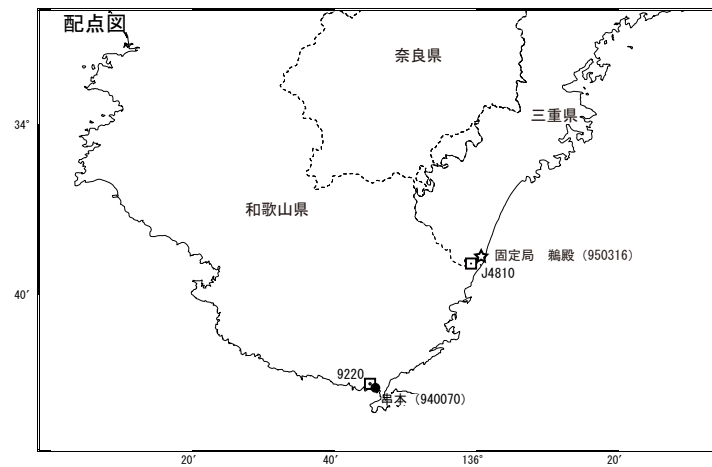 配点図
奈良県
34°
三重県
和歌山県
固定局　鵜殿（950316）
J4810
40′
9220
串本（940070）
20′
40′
136°
20′